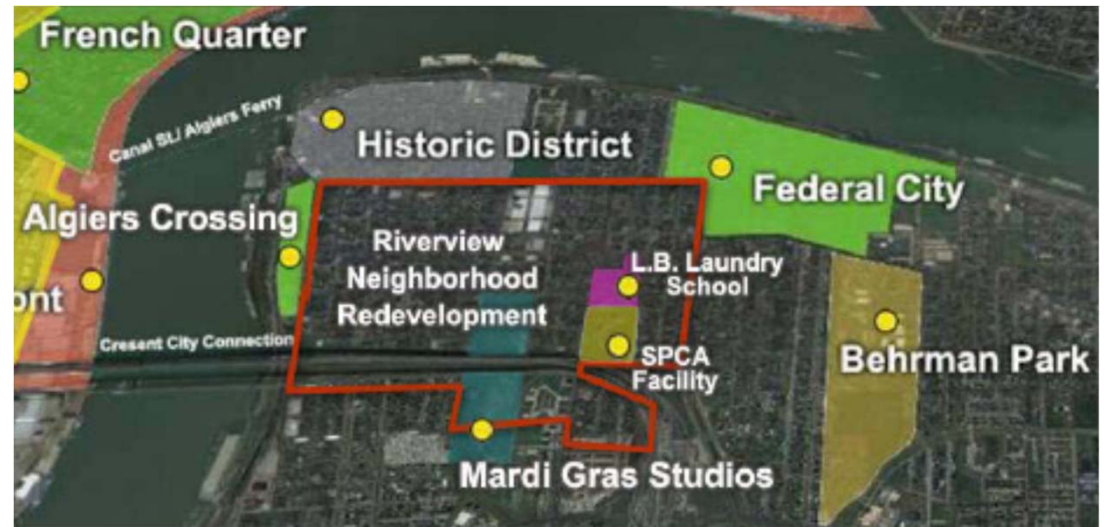 French Quarter
Canal St./ Algiers Ferry
Historic District
Federal City
Algiers Crossing
Riverview
Neighborhood
Redevelopment
L.B. Laundry
School
ont
Cresent City Connection
SPCA
Facility
Behrman Park
Mardi Gras Studios